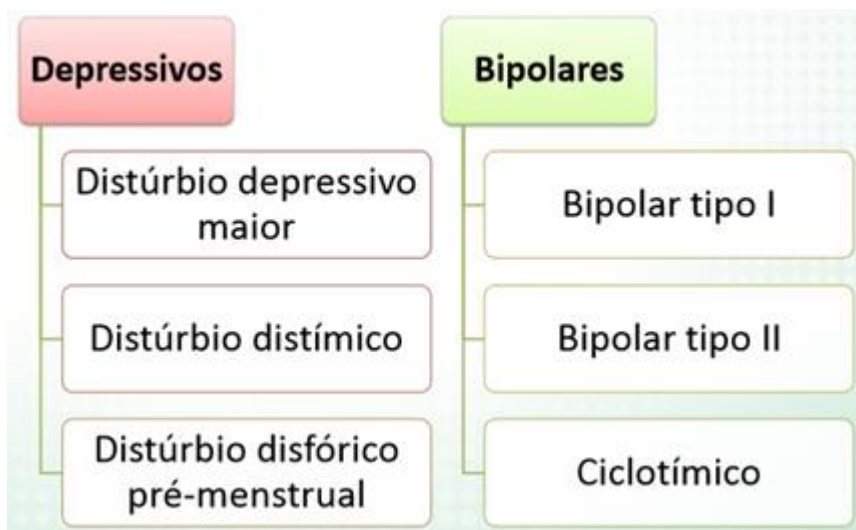 Depressivos
Distúrbio depressivo
maior
Distúrbio distímico
Distúrbio disfórico
pré-menstrual
Bipolares
Bipolar tipo I
Bipolar tipo II
Ciclotímico